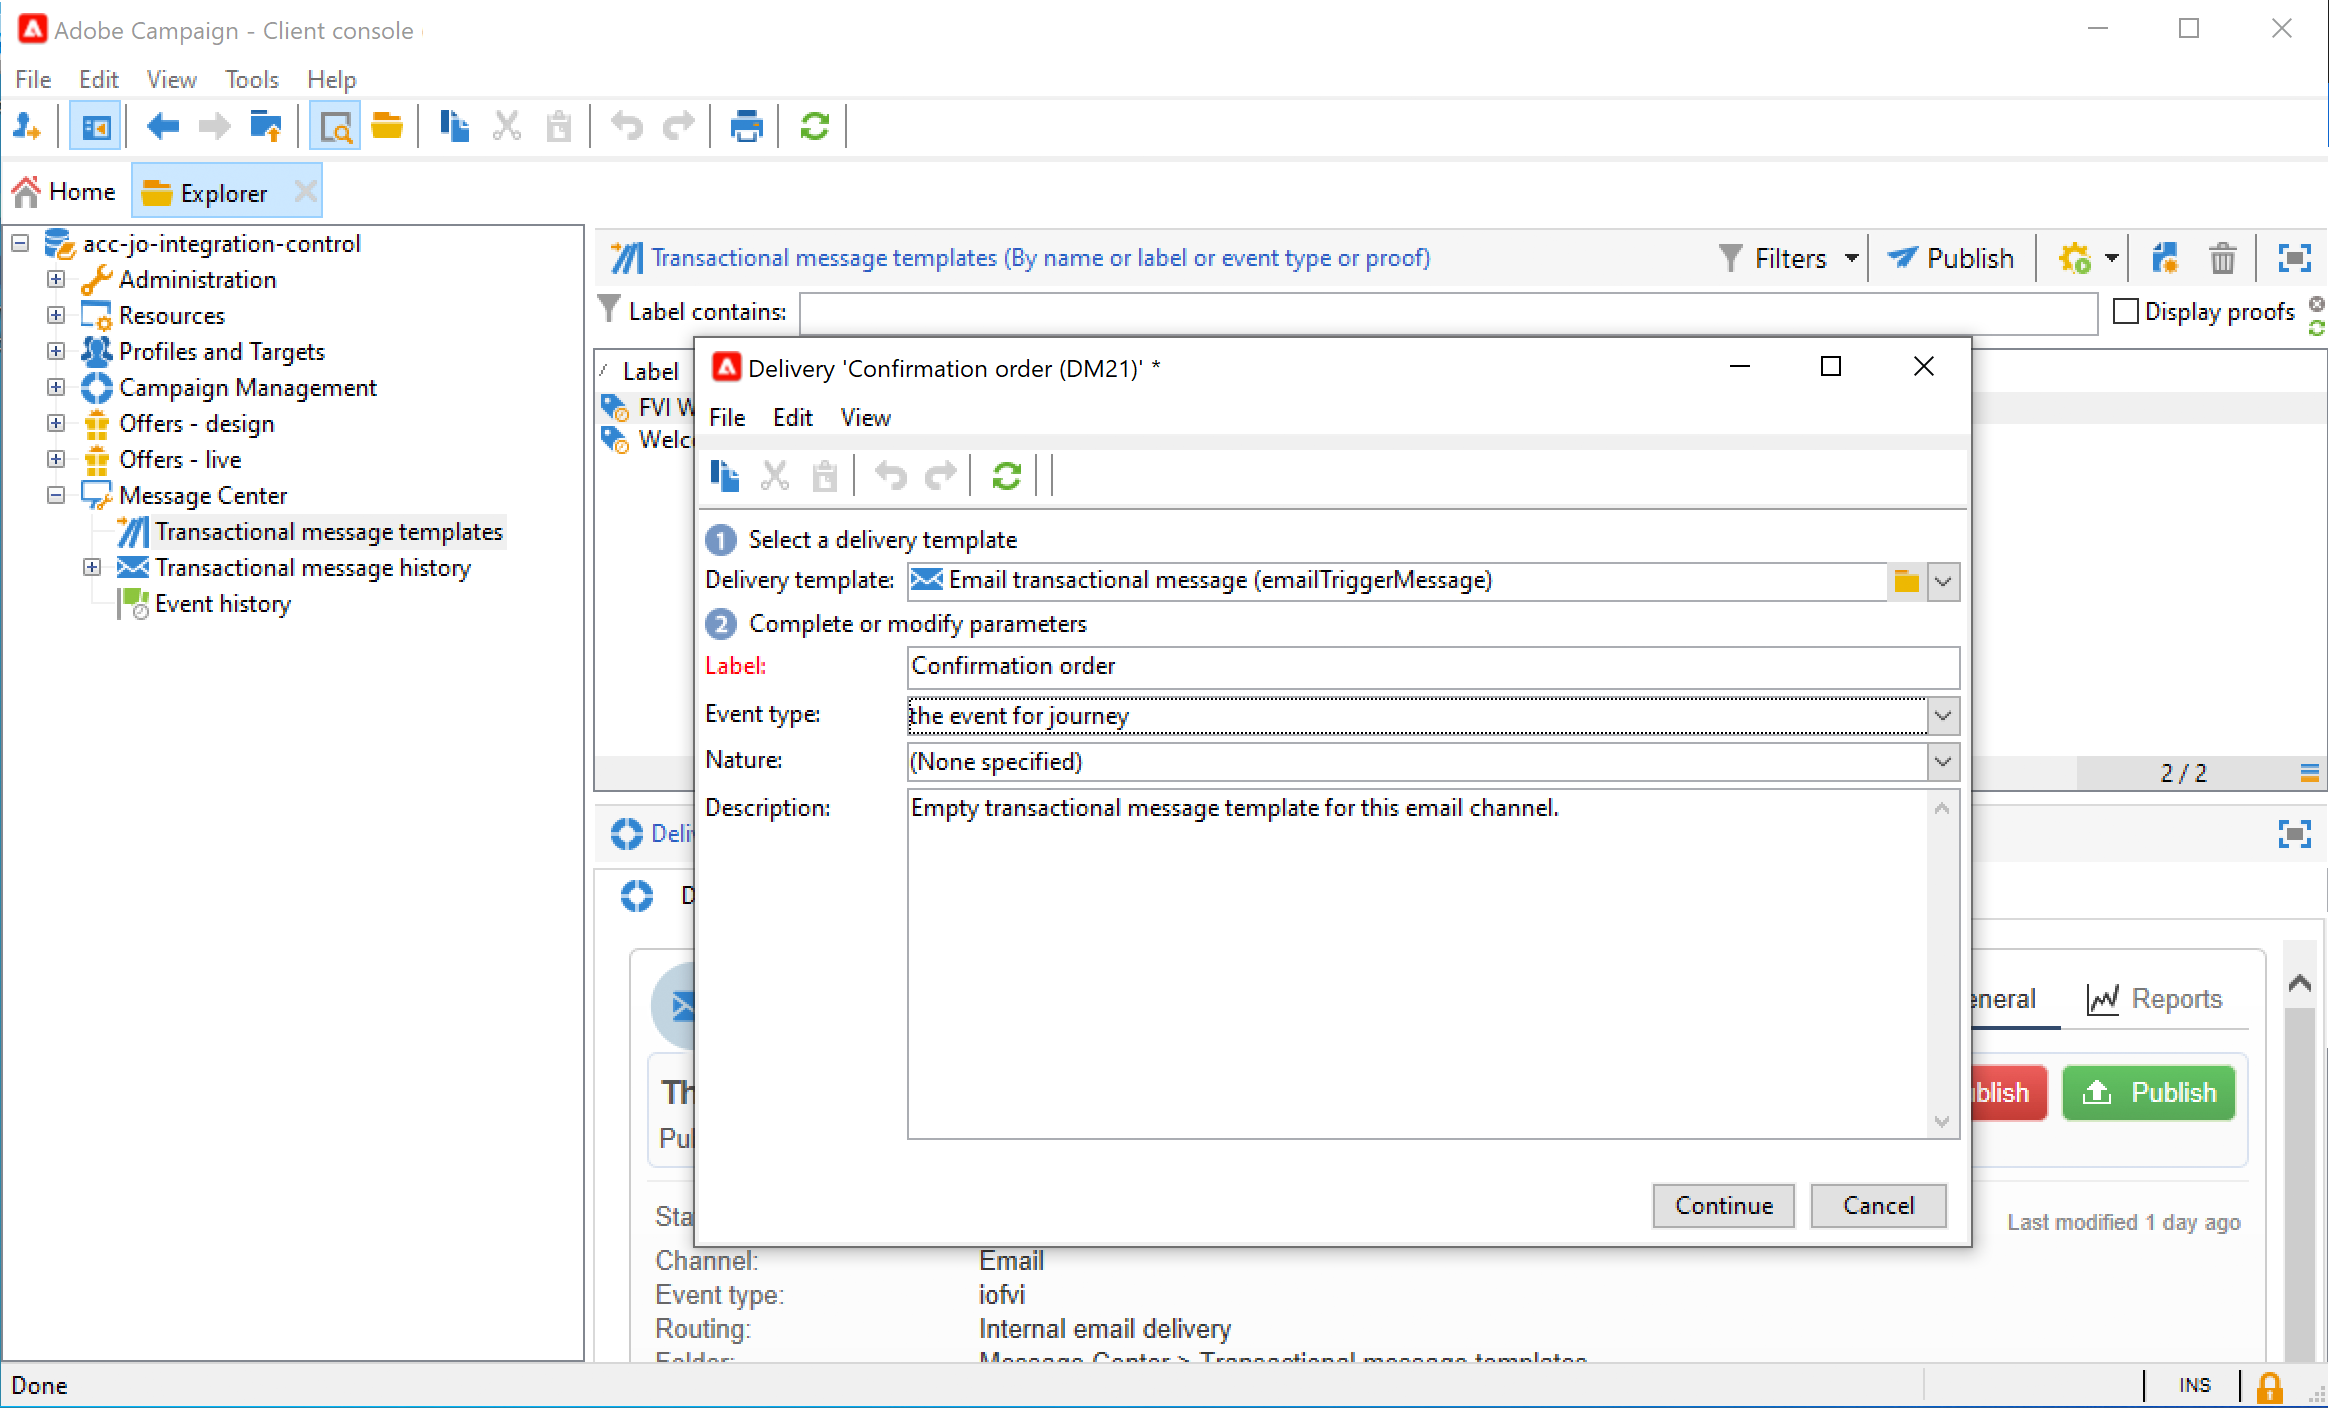 Adobe Campaign - Client console
File Edit View Tools Help
Home Explorer
acc-jo-integration-control
Administration
Resources
Profiles and Targets
Campaign Management
Offers - design
Offers - live
Message Center
Transactional message templates
Transactional message history
Event history
Transactional message templates (By name or label or event type or proof)
Filters Publish
Label contains: Display proofs
Label
FVI W
Welc
2 / 2
Deli
D
Th
Pul
eneral Reports
blish Publish
Sta
Last modified 1 day ago
Channel: Email
Event type: iofvi
Routing: Internal email delivery
Folder: Message Center > Transactional message templates
Delivery 'Confirmation order (DM21)' *
File Edit View
1 Select a delivery template
Delivery template: Email transactional message (emailTriggerMessage)
2 Complete or modify parameters
Label: Confirmation order
Event type: the event for journey
Nature: (None specified)
Description: Empty transactional message template for this email channel.
Continue Cancel
Done INS